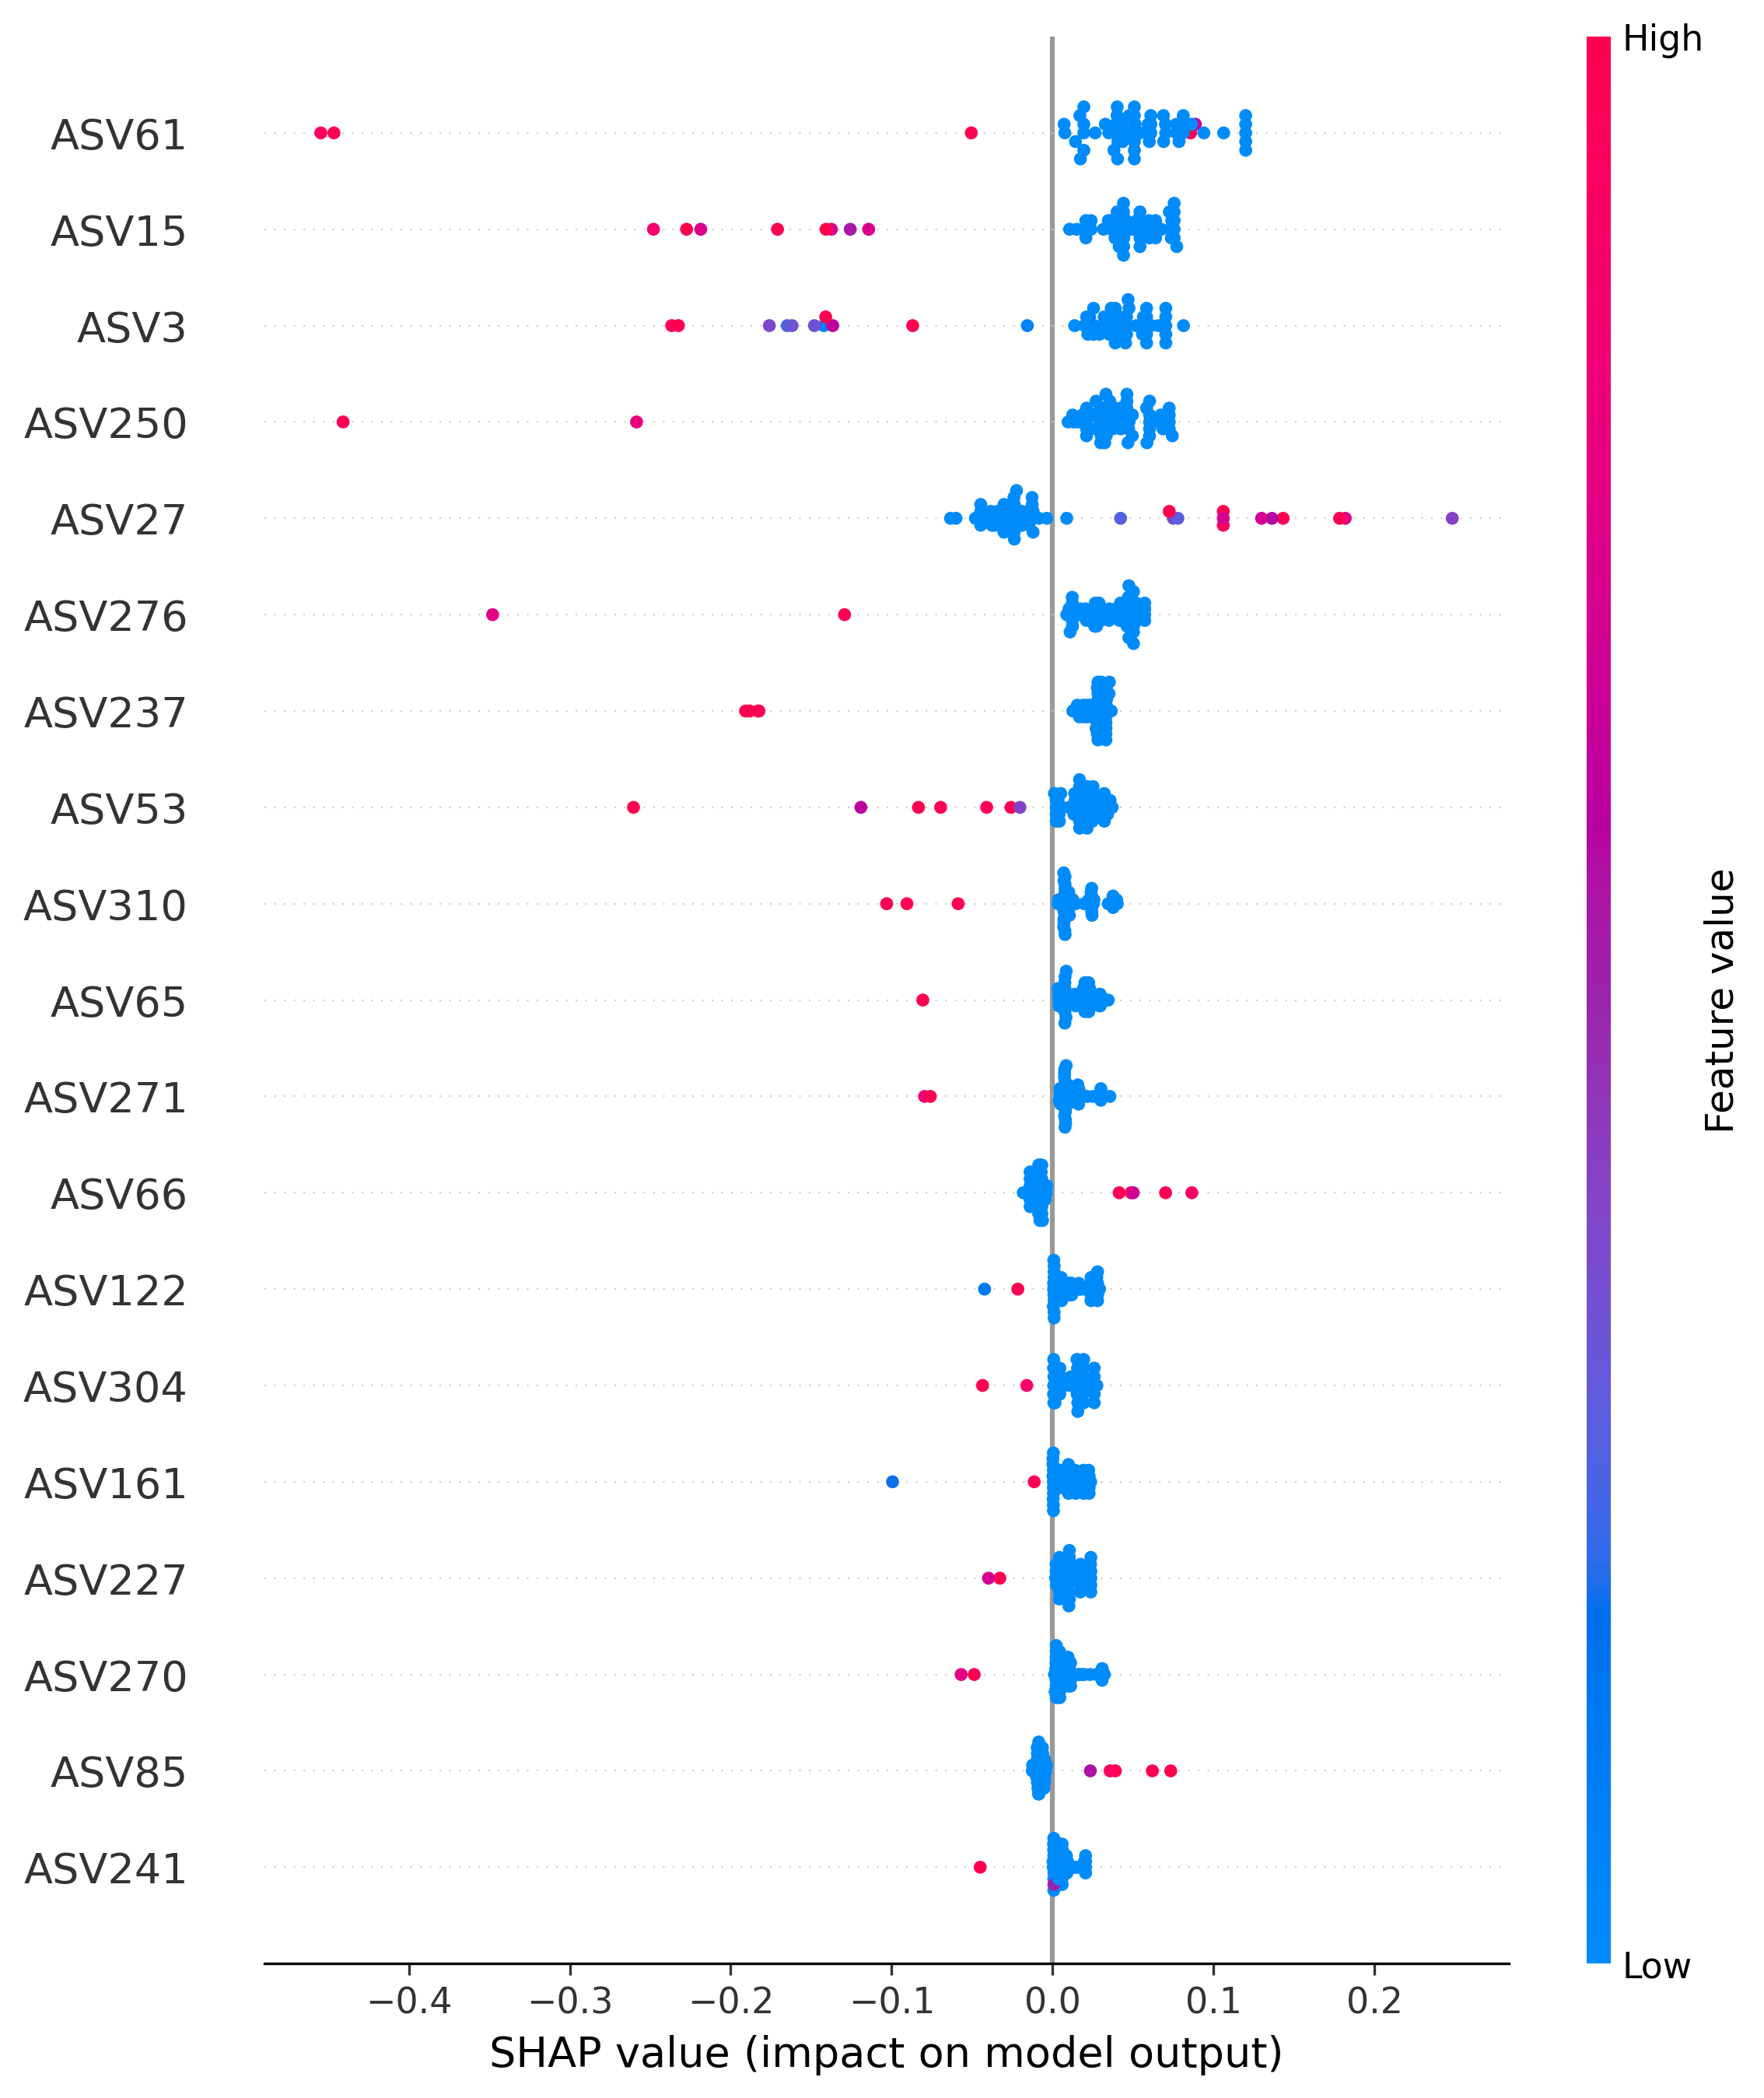 High
ASV61
ASV15
ASV3
ASV250
ASV27
ASV276
ASV237
ASV53
ASV310
ASV65
ASV271
ASV66
ASV122
ASV304
ASV161
ASV227
ASV270
ASV85
ASV241
Feature value
Low
−0.4 −0.3 −0.2 −0.1 0.0 0.1 0.2
SHAP value (impact on model output)